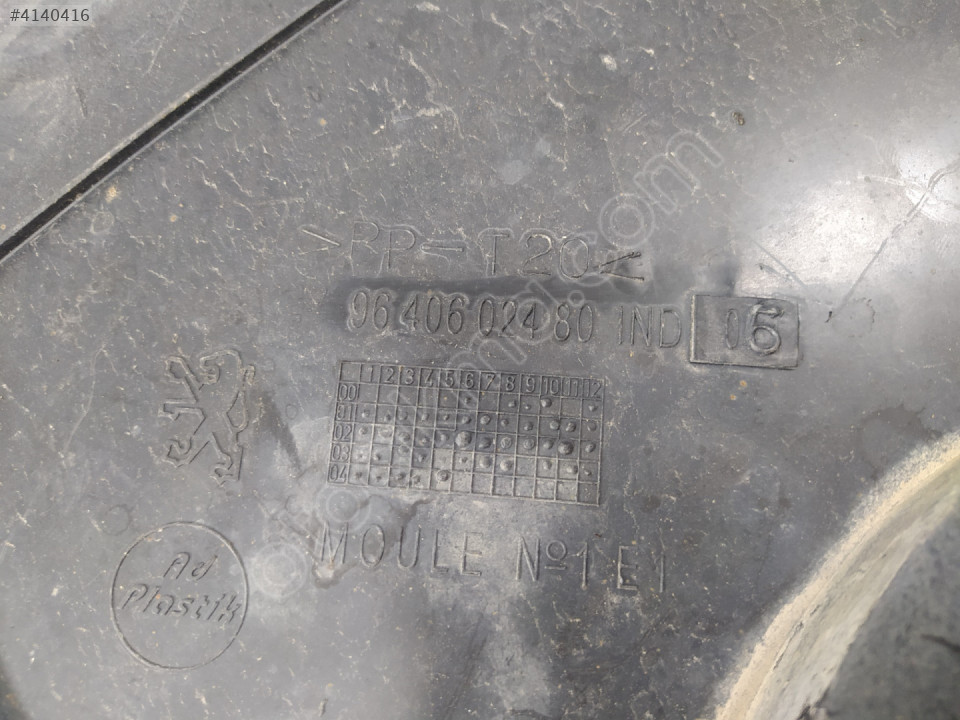 #4140416
>PP-T20<
96 406 024 80 IND 06
1 2 3 4 5 6 7 8 9 10 11 12
00
01
02
03
04
MOULE Nº1 E1
Ad
Plastik